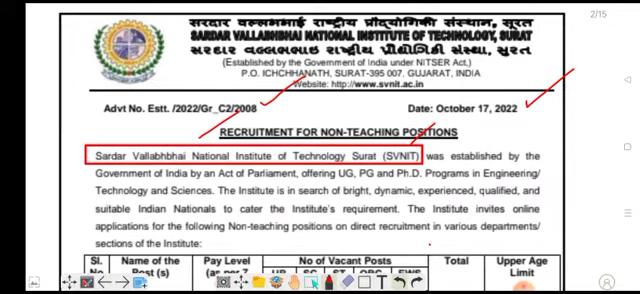 2/15
सरदार वल्लभभाई राष्ट्रीय प्रौद्योगिकी संस्थान, सूरत
SARDAR VALLABHBHAI NATIONAL INSTITUTE OF TECHNOLOGY, SURAT
સરદાર વલ્લભભાઈ રાષ્ટ્રીય પ્રૌદ્યોગિકી સંસ્થા, સુરત
(Established by the Government of India under NITSER Act)
P.O. ICHCHHANATH, SURAT-395 007, GUJARAT, INDIA
Website: http://www.svnit.ac.in
Advt No. Estt. /2022/Gr_C2/2008 Date: October 17, 2022
RECRUITMENT FOR NON-TEACHING POSITIONS
Sardar Vallabhbhai National Institute of Technology Surat (SVNIT) was established by the
Government of India by an Act of Parliament, offering UG, PG and Ph.D. Programs in Engineering/
Technology and Sciences. The Institute is in search of bright, dynamic, experienced, qualified, and
suitable Indian Nationals to cater the Institute's requirement. The Institute invites online
applications for the following Non-teaching positions on direct recruitment in various departments/
sections of the Institute:
Sl. Name of the Pay Level No of Vacant Posts Total Upper Age
No Post (s) (as per 7 UR SC ST OBC EWS Limit